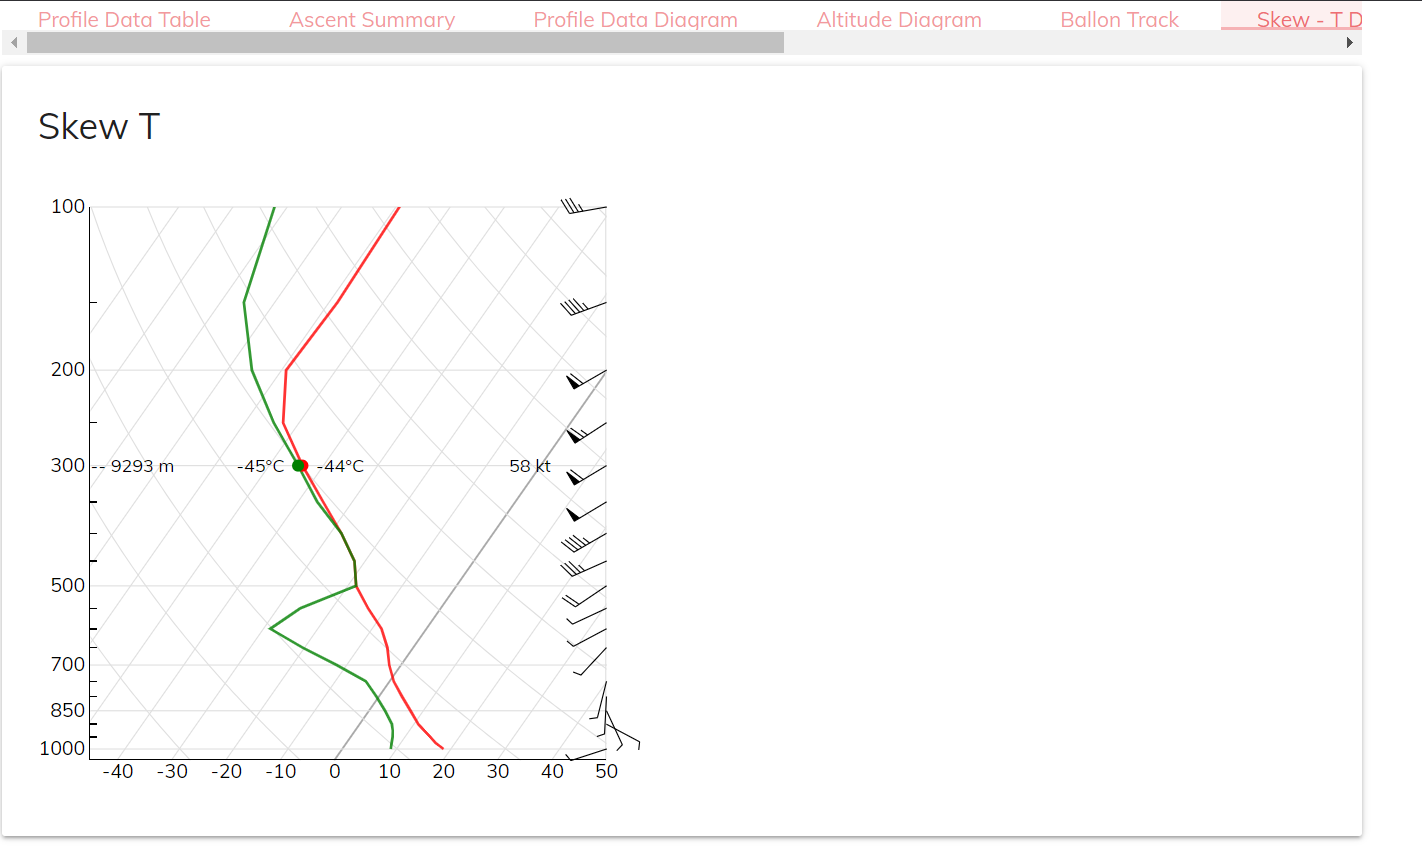 Profile Data Table Ascent Summary Profile Data Diagram Altitude Diagram Ballon Track Skew - T D
Skew T
100
200
300 -- 9293 m -45°C -44°C 58 kt
500
700
850
1000
-40 -30 -20 -10 0 10 20 30 40 50